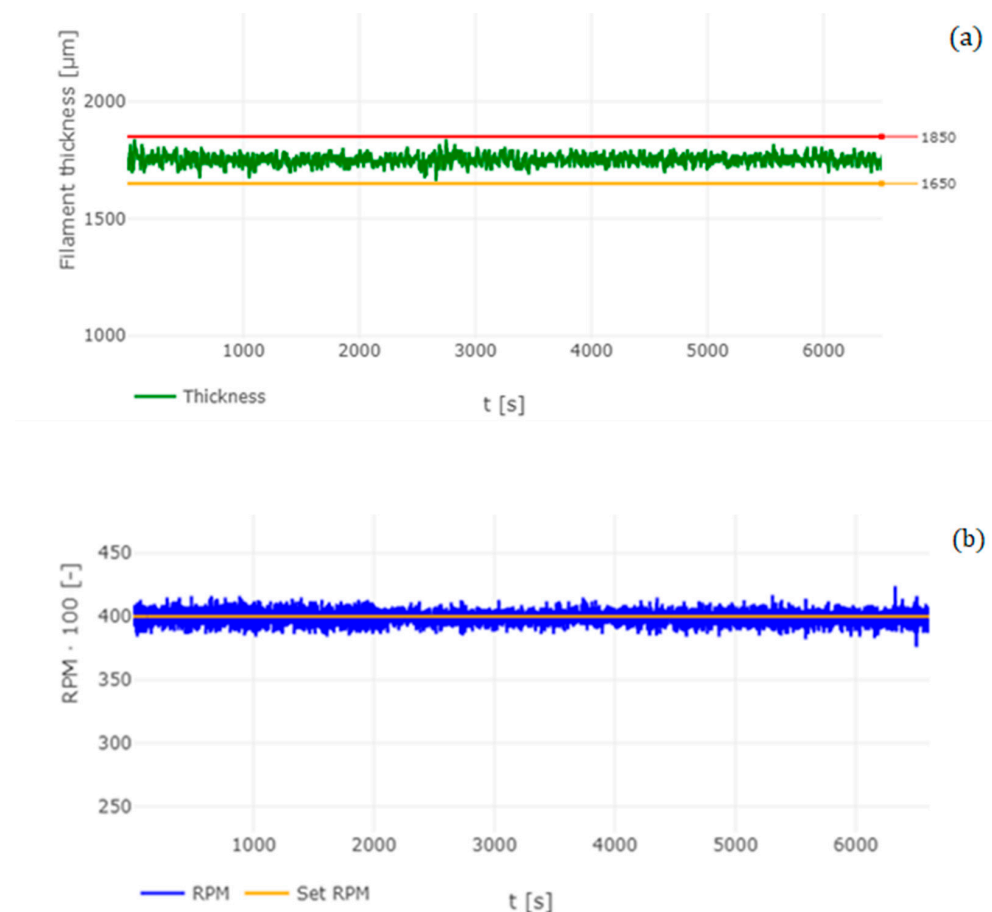 (a)
Filament thickness [µm]
2000
1500
1000
1850
1650
1000 2000 3000 4000 5000 6000
Thickness
t [s]
(b)
RPM · 100 [-]
450
400
350
300
250
1000 2000 3000 4000 5000 6000
RPM Set RPM
t [s]